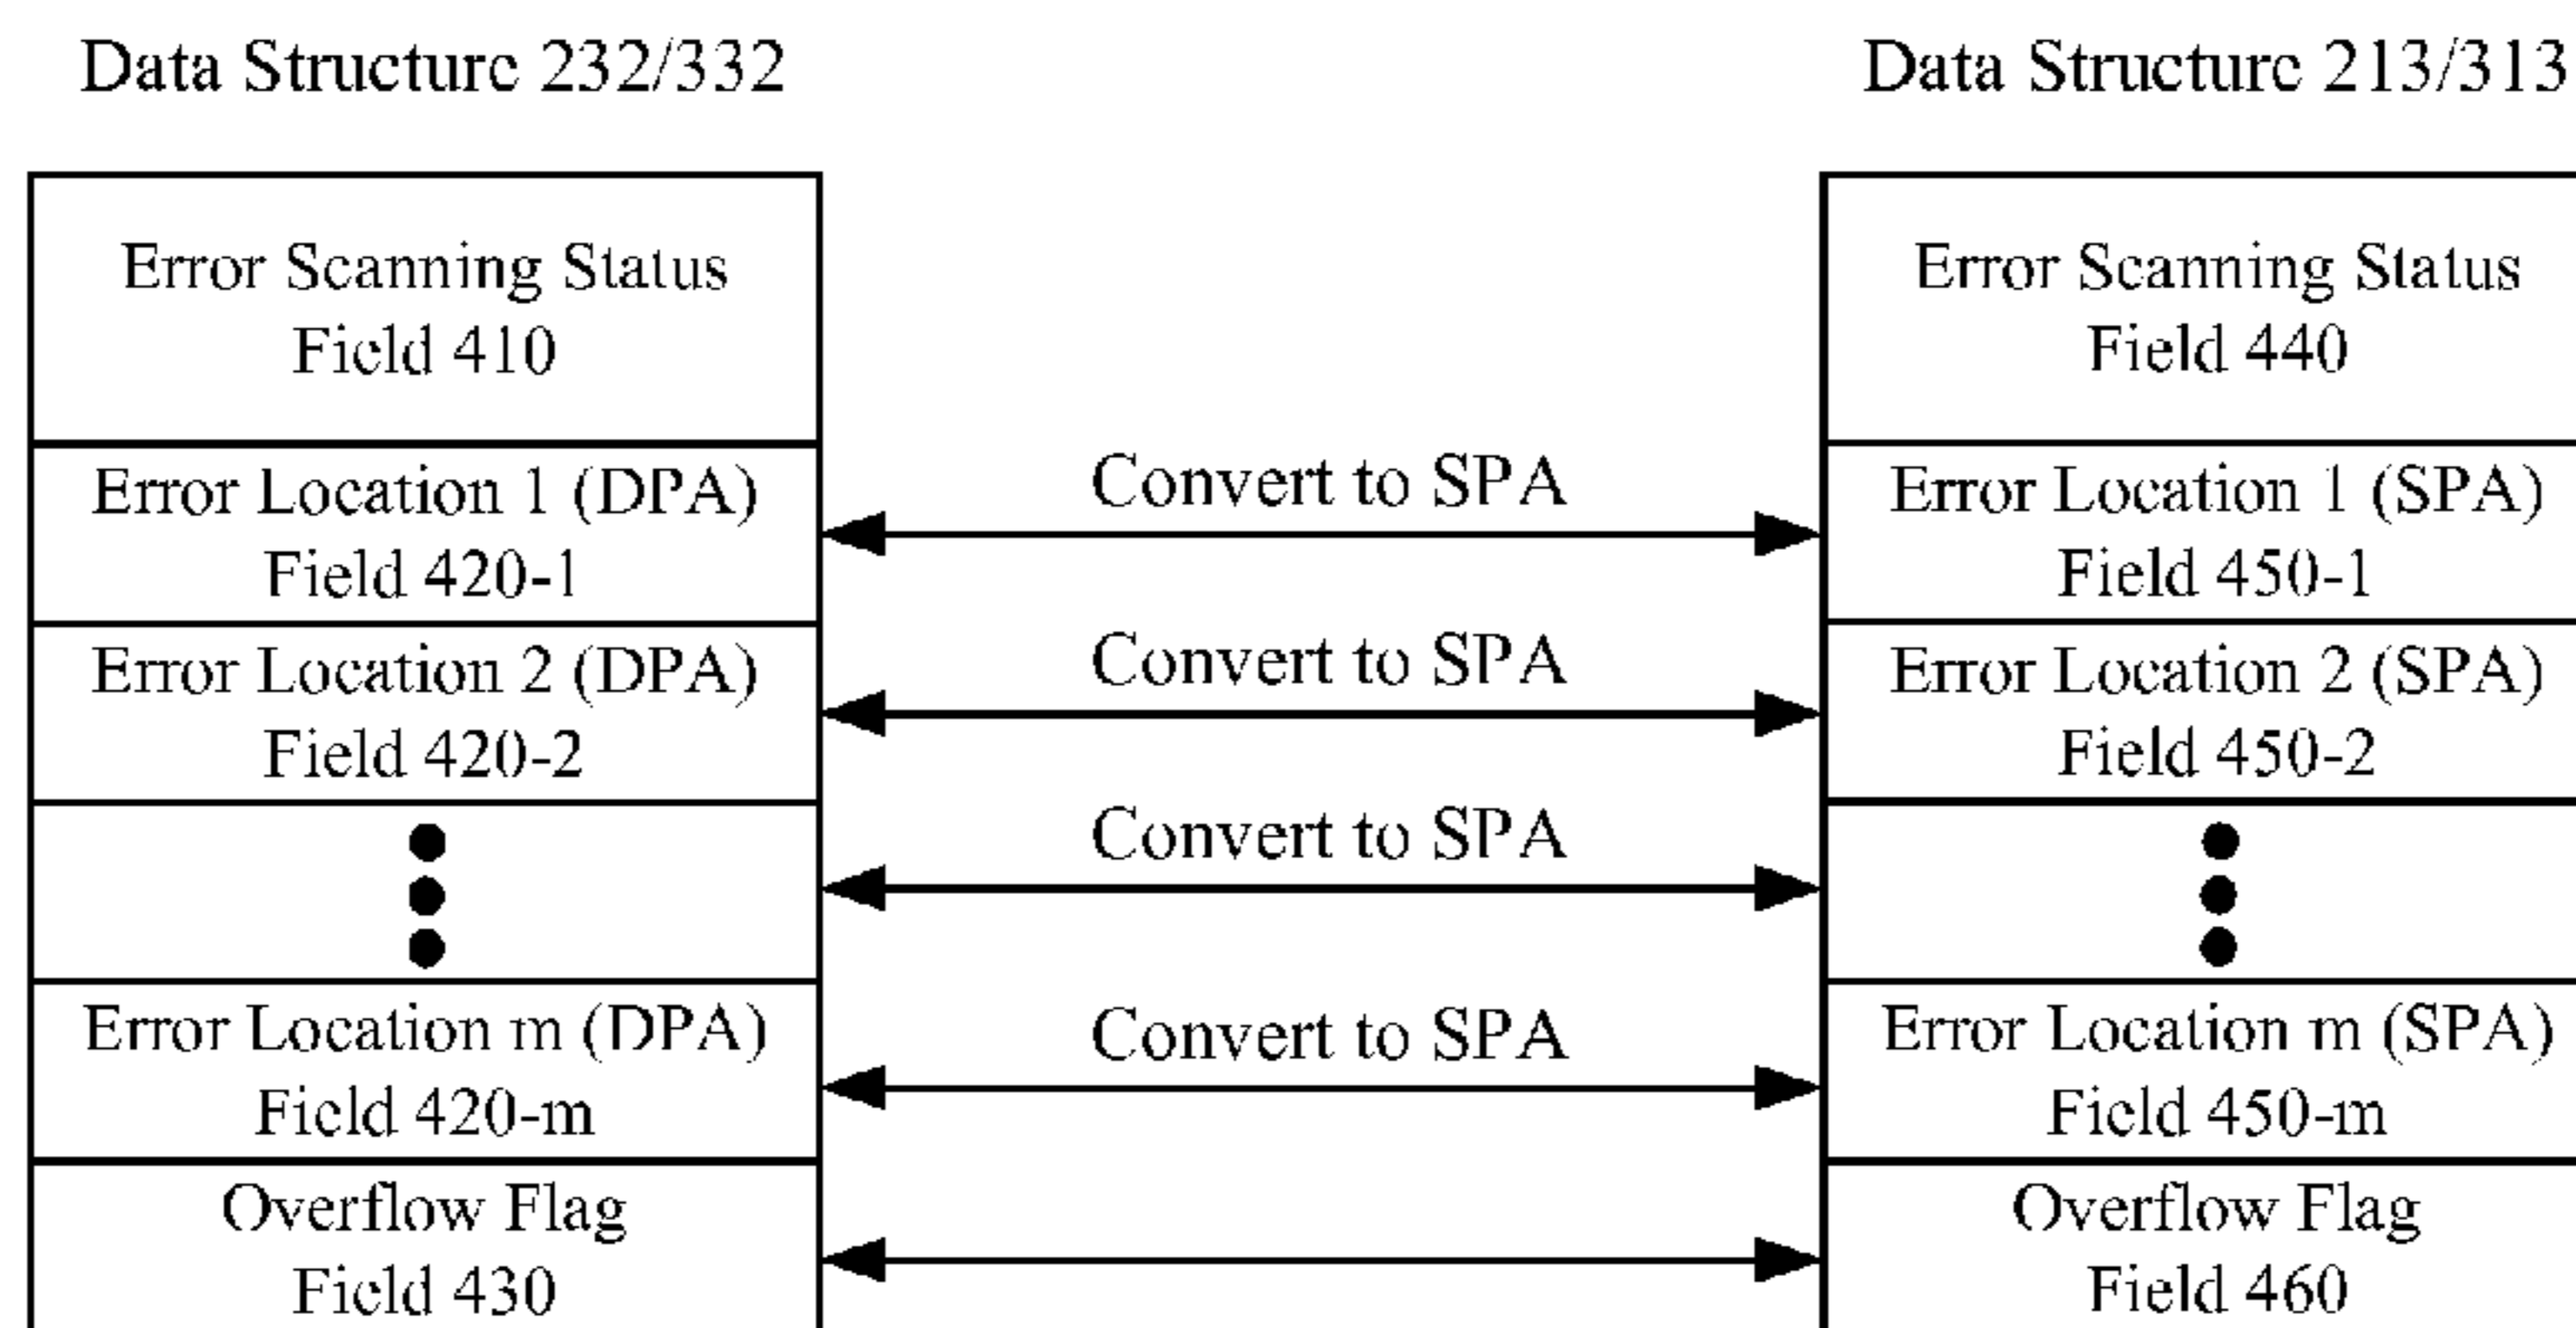 Data Structure 232/332
Data Structure 213/313
Error Scanning Status
Field 410
Error Scanning Status
Field 440
Error Location 1 (DPA)
Field 420-1
Convert to SPA
Error Location 1 (SPA)
Field 450-1
Error Location 2 (DPA)
Field 420-2
Convert to SPA
Error Location 2 (SPA)
Field 450-2
Convert to SPA
Error Location m (DPA)
Field 420-m
Convert to SPA
Error Location m (SPA)
Field 450-m
Overflow Flag
Field 430
Overflow Flag
Field 460